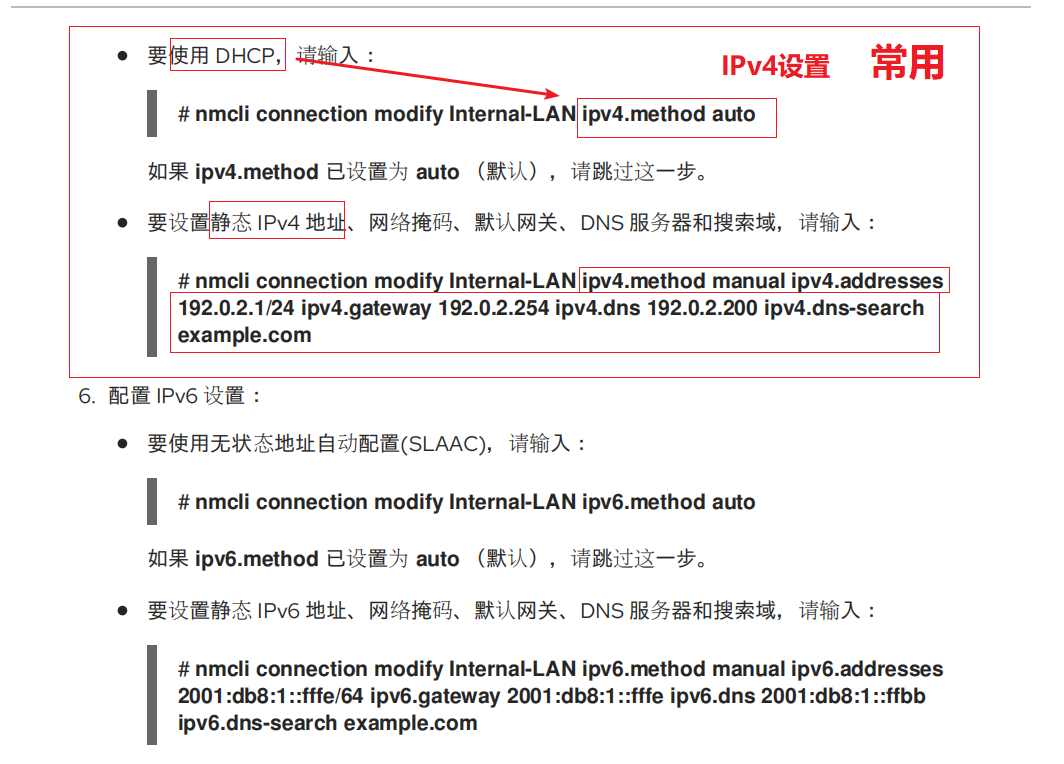 ● 要使用 DHCP，请输入：
IPv4设置 常用
# nmcli connection modify Internal-LAN ipv4.method auto
如果 ipv4.method 已设置为 auto （默认），请跳过这一步。
● 要设置静态 IPv4 地址、网络掩码、默认网关、DNS 服务器和搜索域，请输入：
# nmcli connection modify Internal-LAN ipv4.method manual ipv4.addresses
192.0.2.1/24 ipv4.gateway 192.0.2.254 ipv4.dns 192.0.2.200 ipv4.dns-search
example.com
6. 配置 IPv6 设置：
● 要使用无状态地址自动配置(SLAAC)，请输入：
# nmcli connection modify Internal-LAN ipv6.method auto
如果 ipv6.method 已设置为 auto （默认），请跳过这一步。
● 要设置静态 IPv6 地址、网络掩码、默认网关、DNS 服务器和搜索域，请输入：
# nmcli connection modify Internal-LAN ipv6.method manual ipv6.addresses
2001:db8:1::fffe/64 ipv6.gateway 2001:db8:1::fffe ipv6.dns 2001:db8:1::ffbb
ipv6.dns-search example.com